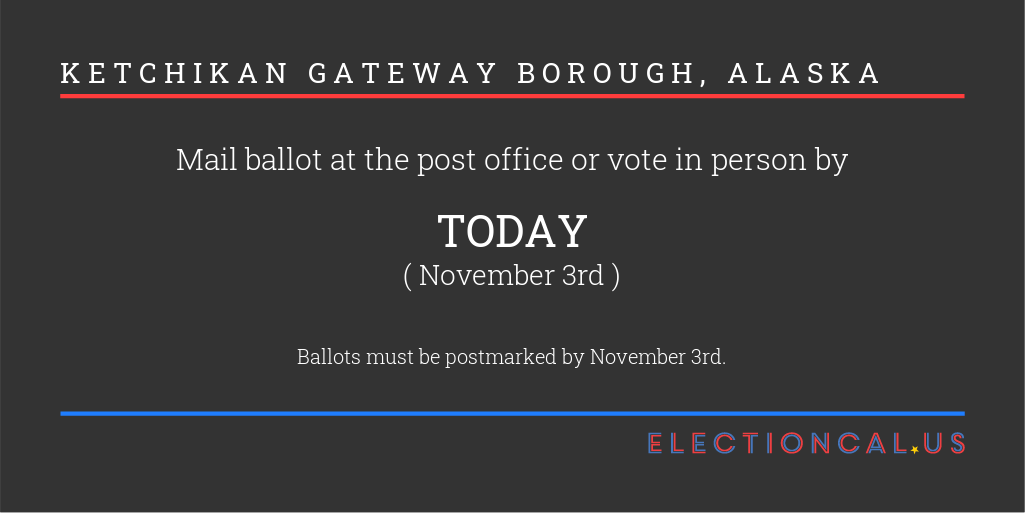 KETCHIKAN GATEWAY BOROUGH, ALASKA
Mail ballot at the post office or vote in person by
TODAY
( November 3rd )
Ballots must be postmarked by November 3rd.
ELECTIONCAL.US